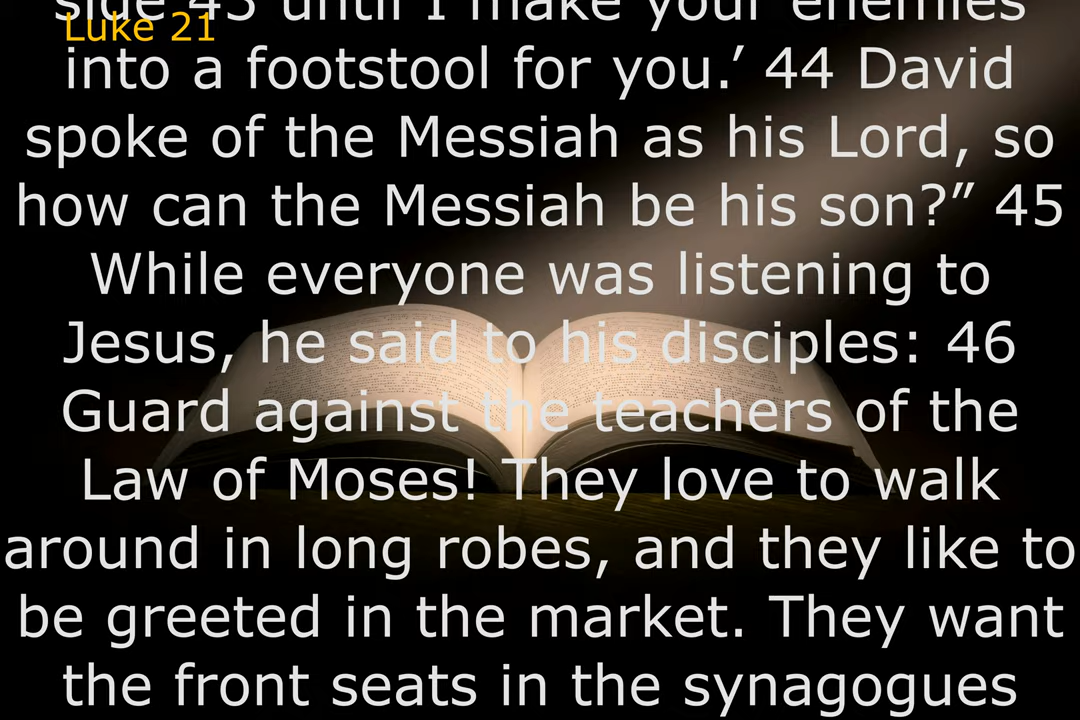 side 43 until I make your enemies
Luke 21
into a footstool for you.’ 44 David
spoke of the Messiah as his Lord, so
how can the Messiah be his son?” 45
While everyone was listening to
Jesus, he said to his disciples: 46
Guard against the teachers of the
Law of Moses! They love to walk
around in long robes, and they like to
be greeted in the market. They want
the front seats in the synagogues